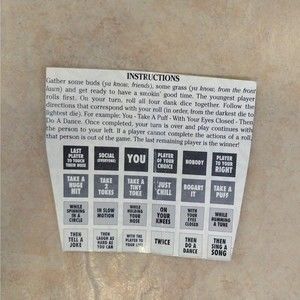 INSTRUCTIONS
Gather some buds (ya know, friends), some grass (ya know, from the front
lawn) and get ready to have a smokin' good time. The youngest player
rolls first. On your turn, roll all four dank dice together. Follow the
directions that correspond with your roll (in order, from the darkest die to
lightest die). For example: You - Take A Puff - With Your Eyes Closed - Then
Do A Dance. Once completed, your turn is over and play continues with
the person to your left. If a player cannot complete the actions of a roll,
that person is out of the game. The last remaining player is the winner!
LAST PLAYER TO TOUCH THEIR NOSE
SOCIAL (EVERYONE)
YOU
PLAYER OF YOUR CHOICE
NOBODY
PLAYER TO YOUR RIGHT
TAKE A HUGE HIT
TAKE 2 TOKES
TAKE A TINY TOKE
JUST CHILL
BOGART IT
TAKE A PUFF
WHILE SPINNING IN A CIRCLE
IN SLOW MOTION
WHILE HOLDING YOUR NOSE
ON YOUR KNEES
WITH YOUR EYES CLOSED
WHILE HUMMING A TUNE
THEN TELL A JOKE
THEN LAUGH AS HARD AS YOU CAN
WITH THE PLAYER TO YOUR LEFT
TWICE
THEN DO A DANCE
THEN SING A SONG